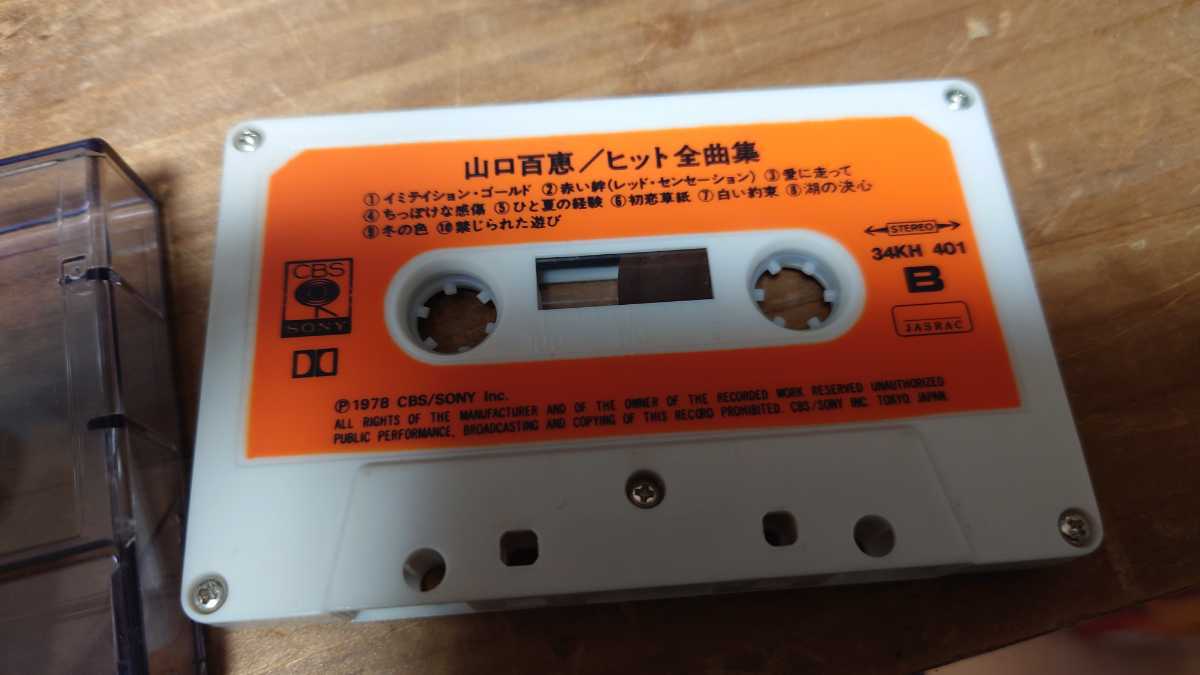 山口百恵/ヒット全曲集
①イミテイション・ゴールド ②赤い絆(レッド・センセーション) ③愛に走って
④ちっぽけな感傷 ⑤ひと夏の経験 ⑥初恋草紙 ⑦白い約束 ⑧湖の決心
⑨冬の色 ⑩禁じられた遊び
STEREO
34KH 401
B
JASRAC
CBS
SONY
Ⓟ1978 CBS/SONY Inc.
ALL RIGHTS OF THE MANUFACTURER AND OF THE OWNER OF THE RECORDED WORK RESERVED UNAUTHORIZED
PUBLIC PERFORMANCE, BROADCASTING AND COPYING OF THIS RECORD PROHIBITED. CBS/SONY INC. TOKYO JAPAN.